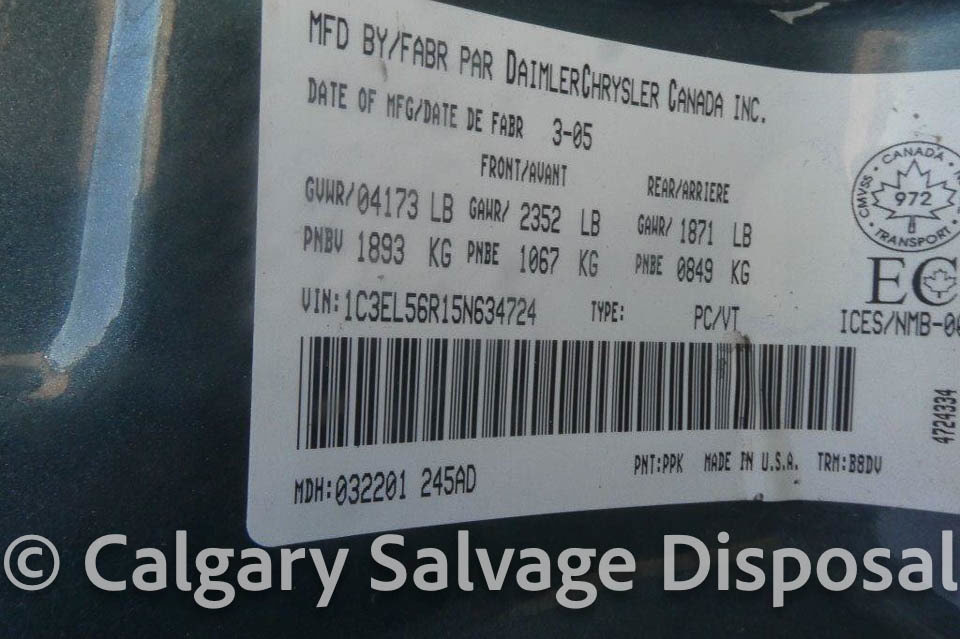 MFD BY/FABR PAR DAIMLERCHRYSLER CANADA INC.
DATE OF MFG/DATE DE FABR 3-05
FRONT/AVANT REAR/ARRIERE
GVWR/04173 LB GAWR/ 2352 LB GAWR/ 1871 LB
PNBV 1893 KG PNBE 1067 KG PNBE 0849 KG
VIN:1C3EL56R15N634724 TYPE: PC/VT
CANADA
CMVSS
972
TRANSPORT
EC
ICES/NMB-00
4724334
PNT:PPK MADE IN U.S.A. TRM:B8DV
MDH:032201 245AD
© Calgary Salvage Disposal